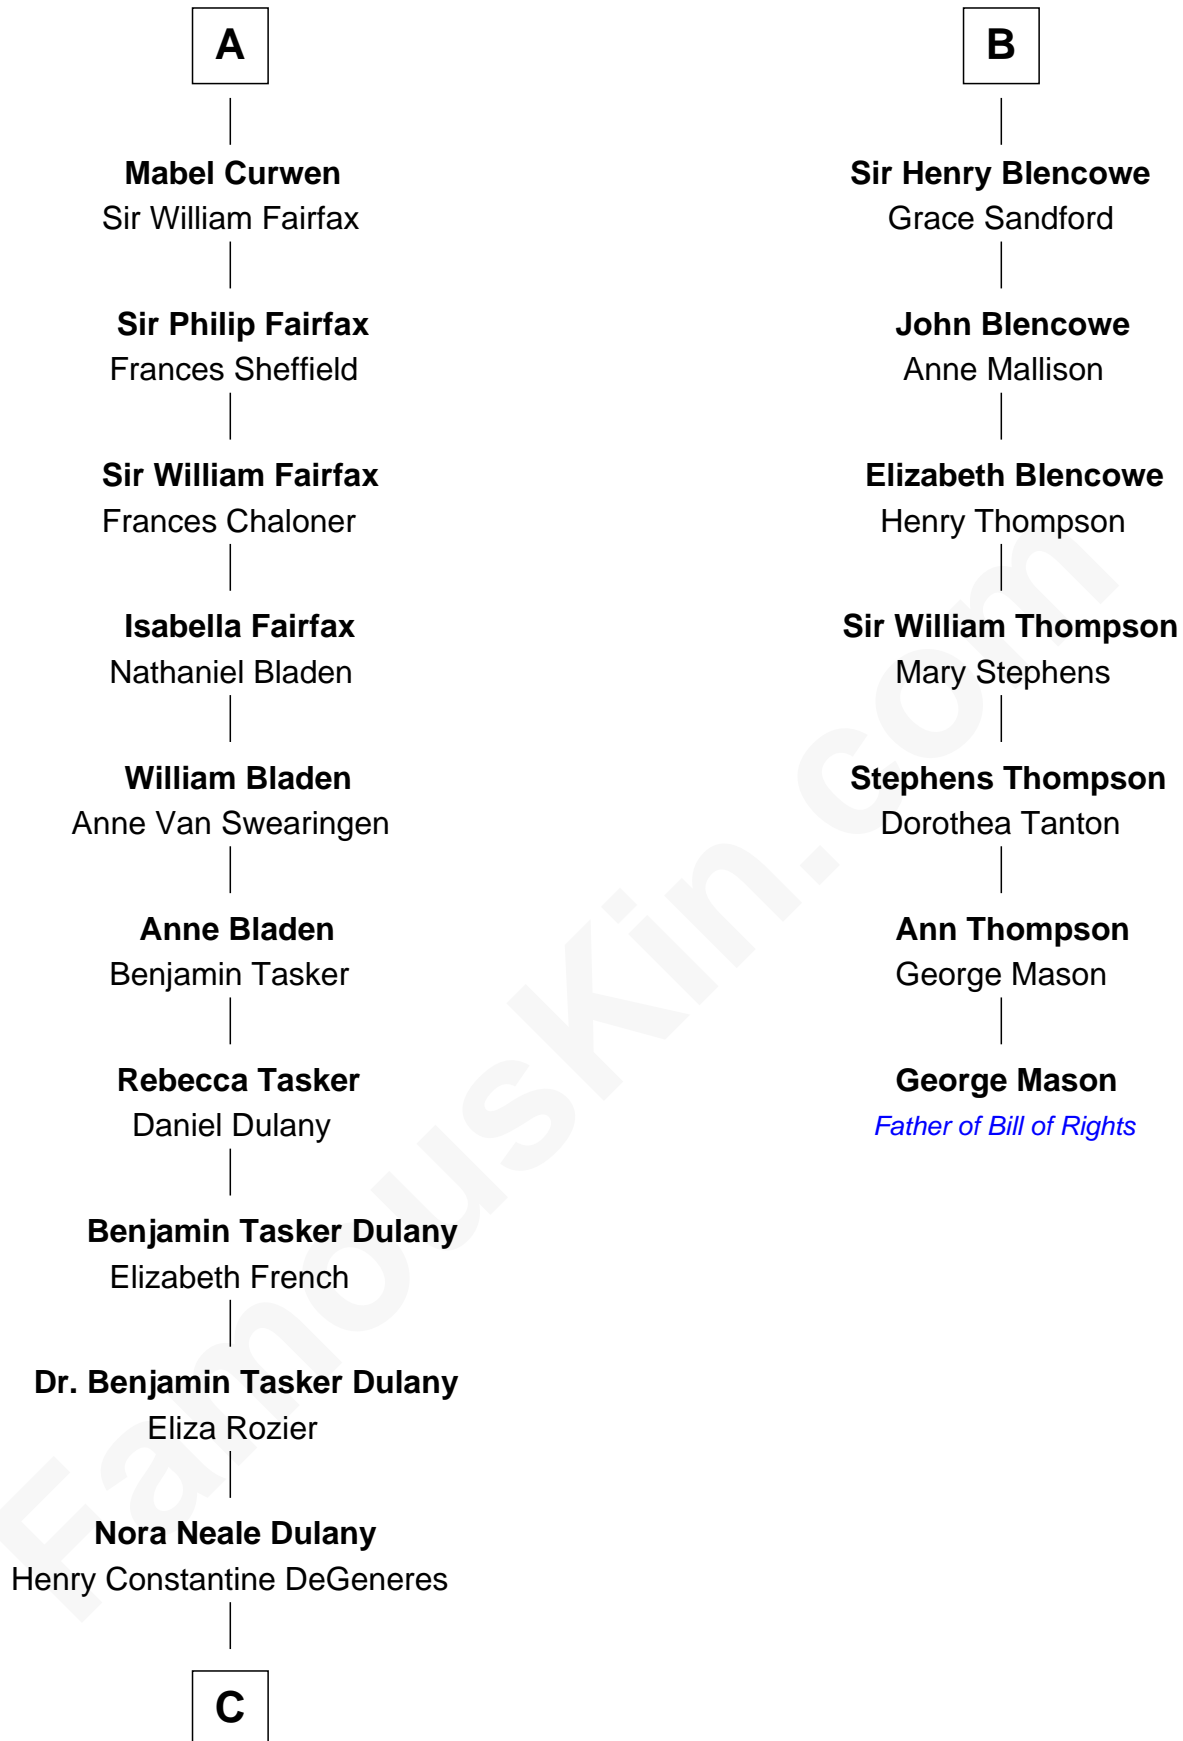 A
Mabel Curwen
Sir William Fairfax
Sir Philip Fairfax
Frances Sheffield
Sir William Fairfax
Frances Chaloner
Isabella Fairfax
Nathaniel Bladen
William Bladen
Anne Van Swearingen
Anne Bladen
Benjamin Tasker
Rebecca Tasker
Daniel Dulany
Benjamin Tasker Dulany
Elizabeth French
Dr. Benjamin Tasker Dulany
Eliza Rozier
Nora Neale Dulany
Henry Constantine DeGeneres
C
B
Sir Henry Blencowe
Grace Sandford
John Blencowe
Anne Mallison
Elizabeth Blencowe
Henry Thompson
Sir William Thompson
Mary Stephens
Stephens Thompson
Dorothea Tanton
Ann Thompson
George Mason
George Mason
Father of Bill of Rights
FamousKin.com